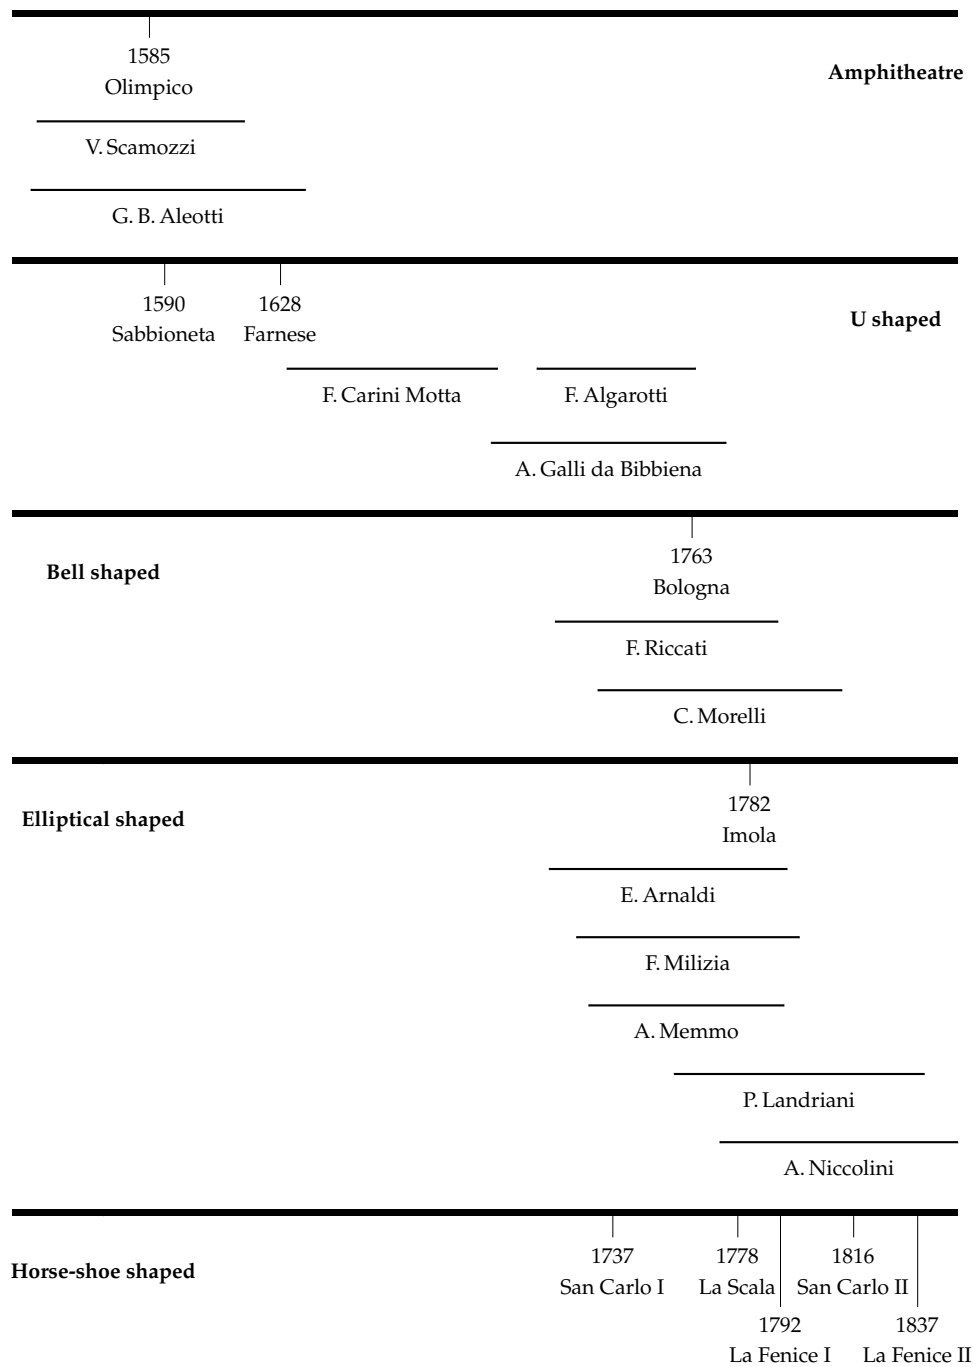 1585
Olimpico
Amphitheatre
V. Scamozzi
G. B. Aleotti
1590 1628
Sabbioneta Farnese
U shaped
F. Carini Motta F. Algarotti
A. Galli da Bibbiena
1763
Bell shaped
Bologna
F. Riccati
C. Morelli
1782
Elliptical shaped
Imola
E. Arnaldi
F. Milizia
A. Memmo
P. Landriani
A. Niccolini
1737 1778 1816
Horse-shoe shaped
San Carlo I La Scala San Carlo II
1792 1837
La Fenice I La Fenice II